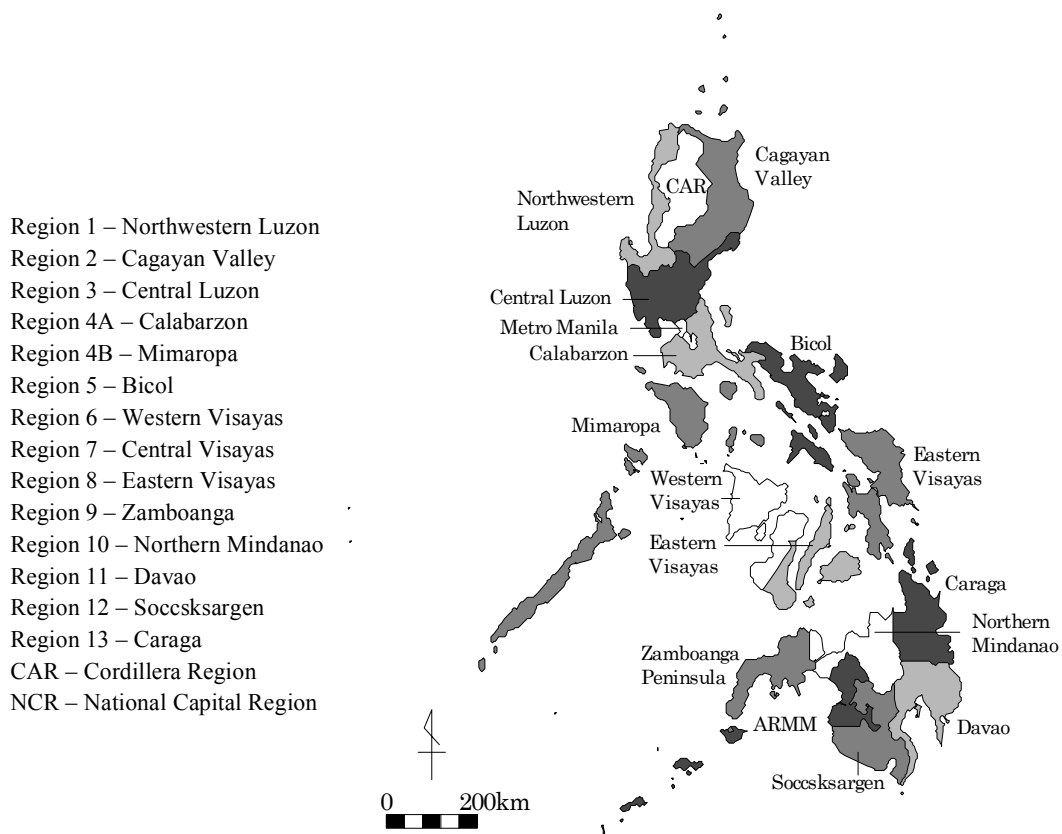 Region 1 – Northwestern Luzon
Region 2 – Cagayan Valley
Region 3 – Central Luzon
Region 4A – Calabarzon
Region 4B – Mimaropa
Region 5 – Bicol
Region 6 – Western Visayas
Region 7 – Central Visayas
Region 8 – Eastern Visayas
Region 9 – Zamboanga
Region 10 – Northern Mindanao
Region 11 – Davao
Region 12 – Soccsksargen
Region 13 – Caraga
CAR – Cordillera Region
NCR – National Capital Region
Cagayan
Valley
CAR
Northwestern
Luzon
Central Luzon
Metro Manila
Calabarzon
Bicol
Mimaropa
Eastern
Visayas
Western
Visayas
Eastern
Visayas
Caraga
Northern
Mindanao
Zamboanga
Peninsula
ARMM
Davao
Soccsksargen
0 200km